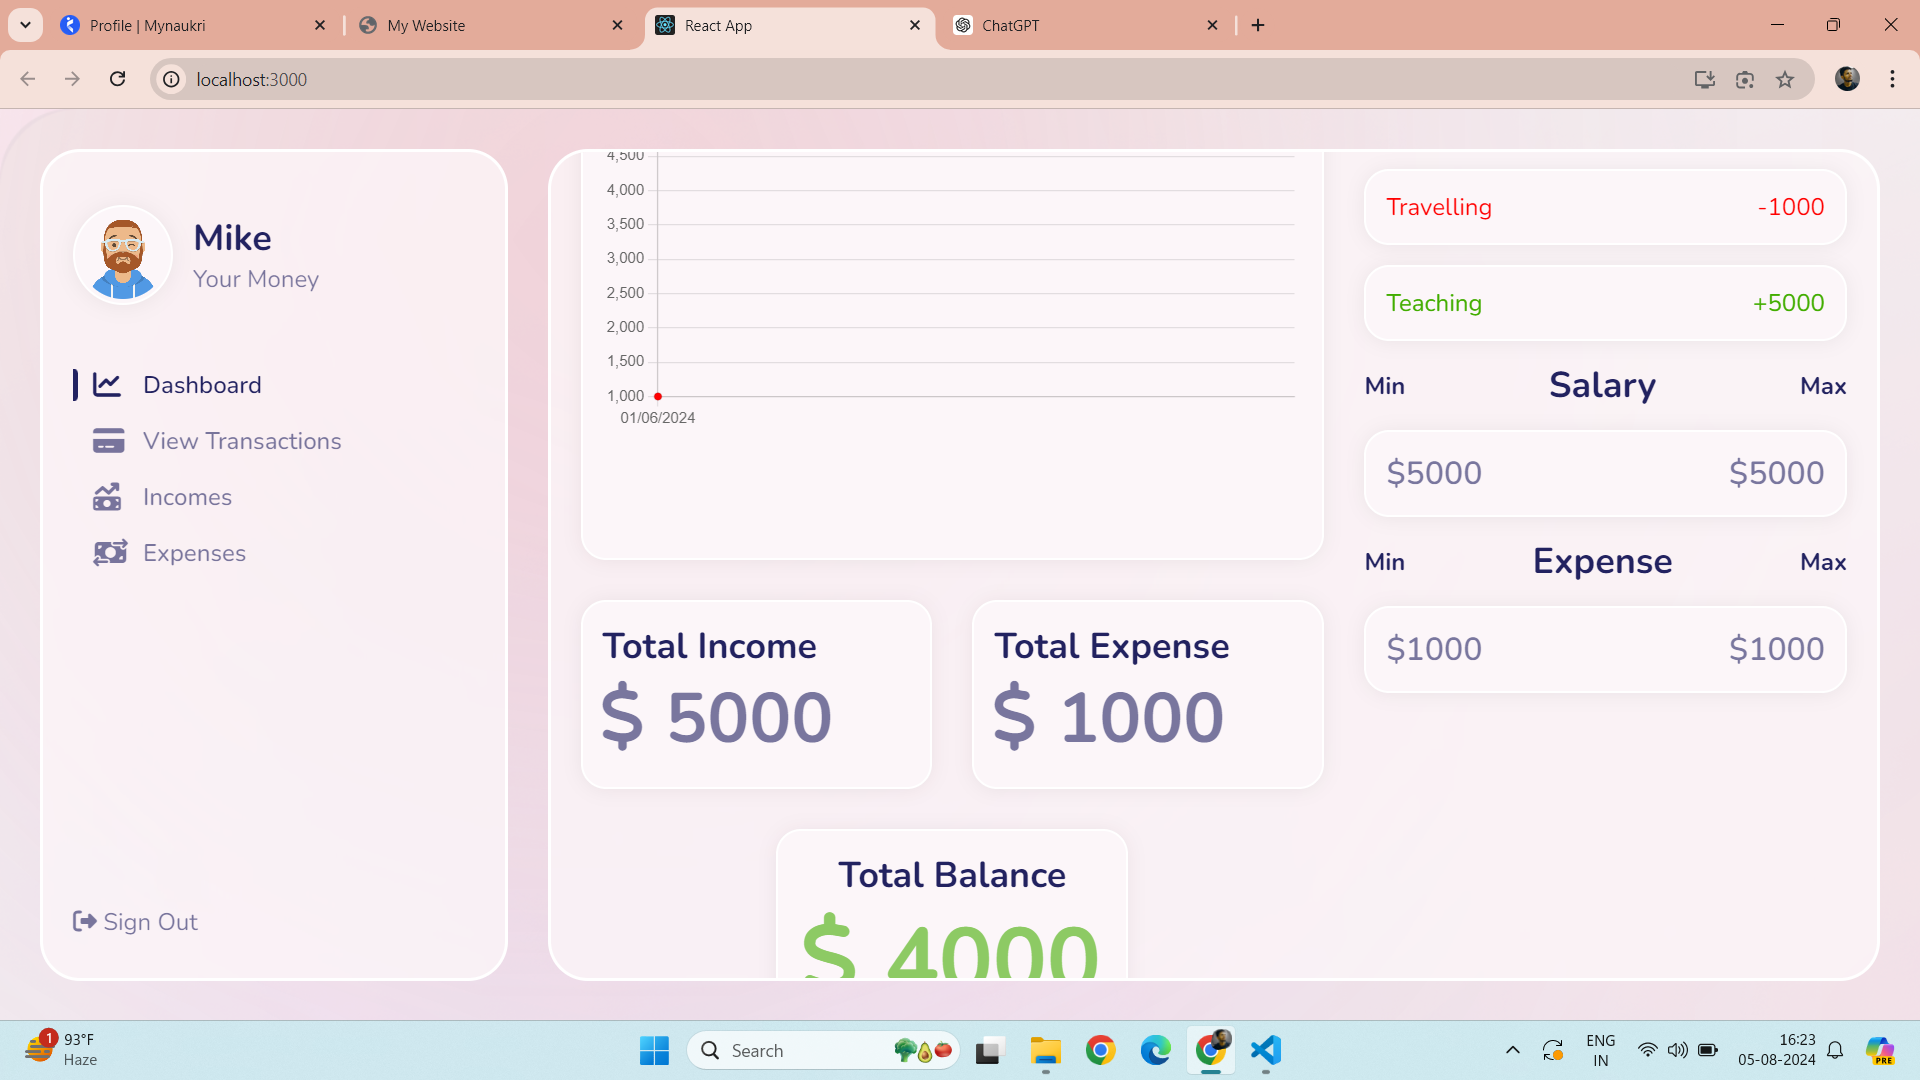 Profile | Mynaukri
My Website
React App
ChatGPT
localhost:3000
Mike
Your Money
Dashboard
View Transactions
Incomes
Expenses
Sign Out
4,500
4,000
3,500
3,000
2,500
2,000
1,500
1,000
01/06/2024
Total Income
$ 5000
Total Expense
$ 1000
Total Balance
$ 4000
Travelling -1000
Teaching +5000
Min Salary Max
$5000 $5000
Min Expense Max
$1000 $1000
1
93°F
Haze
Search
ENG
IN
16:23
05-08-2024
PRE